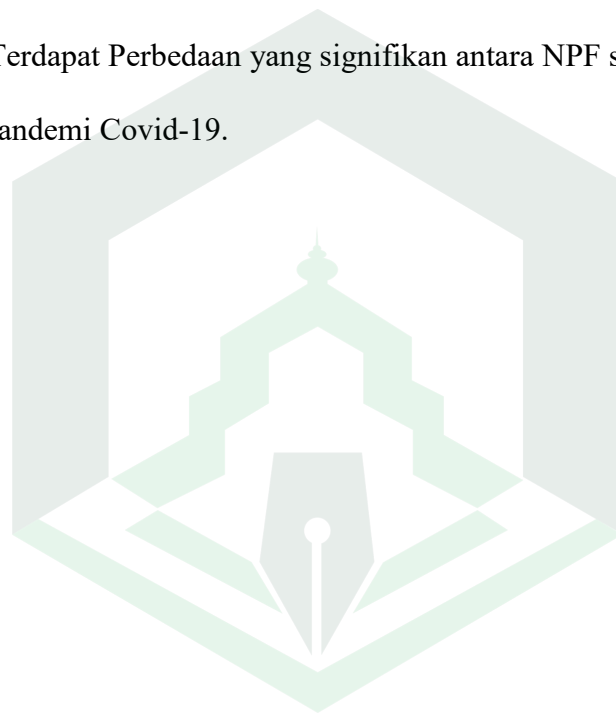 Terdapat Perbedaan yang signifikan antara NPF s
andemi Covid-19.